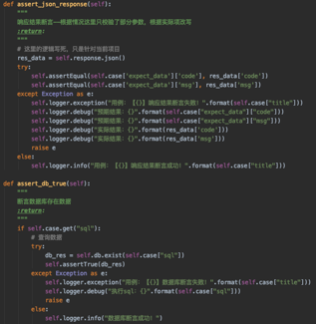 def assert_json_response(self):
"""
响应结果断言--根据情况这里只校验了部分参数，根据实际项改写
:return:
"""
# 这里的逻辑写死，只是针对当前项目
res_data = self.response.json()
try:
self.assertEqual(self.case['expect_data']['code'], res_data['code'])
self.assertEqual(self.case['expect_data']['msg'], res_data['msg'])
except Exception as e:
self.logger.exception("用例：【{}】响应结果断言失败！".format(self.case["title"]))
self.logger.debug("预期结果：{}".format(self.case["expect_data"]["code"]))
self.logger.debug("预期结果：{}".format(self.case["expect_data"]["msg"]))
self.logger.debug("实际结果：{}".format(res_data['code']))
self.logger.debug("实际结果：{}".format(res_data['msg']))
raise e
else:
self.logger.info("用例：【{}】响应结果断言成功！".format(self.case["title"]))
def assert_db_true(self):
"""
断言数据库存在数据
:return:
"""
if self.case.get("sql"):
# 查询数据
try:
db_res = self.db.exist(self.case["sql"])
self.assertTrue(db_res)
except Exception as e:
self.logger.exception("用例：【{}】数据库断言失败！".format(self.case["title"]))
self.logger.debug("执行sql：{}".format(self.case["sql"]))
raise e
else:
self.logger.info("数据库断言成功！")